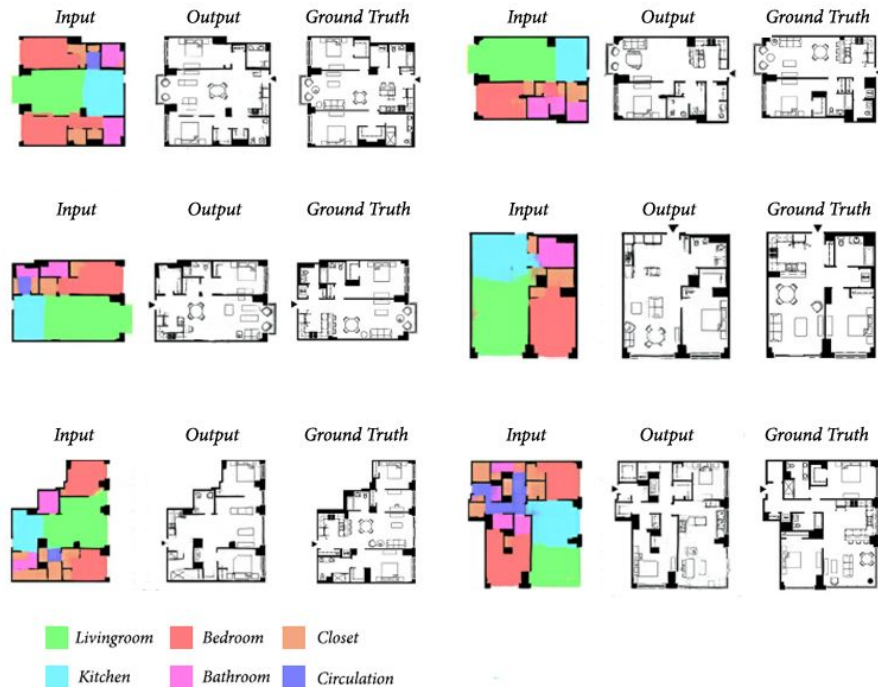 Input Output Ground Truth Input Output Ground Truth
Input Output Ground Truth Input Output Ground Truth
Input Output Ground Truth Input Output Ground Truth
Livingroom Bedroom Closet
Kitchen Bathroom Circulation